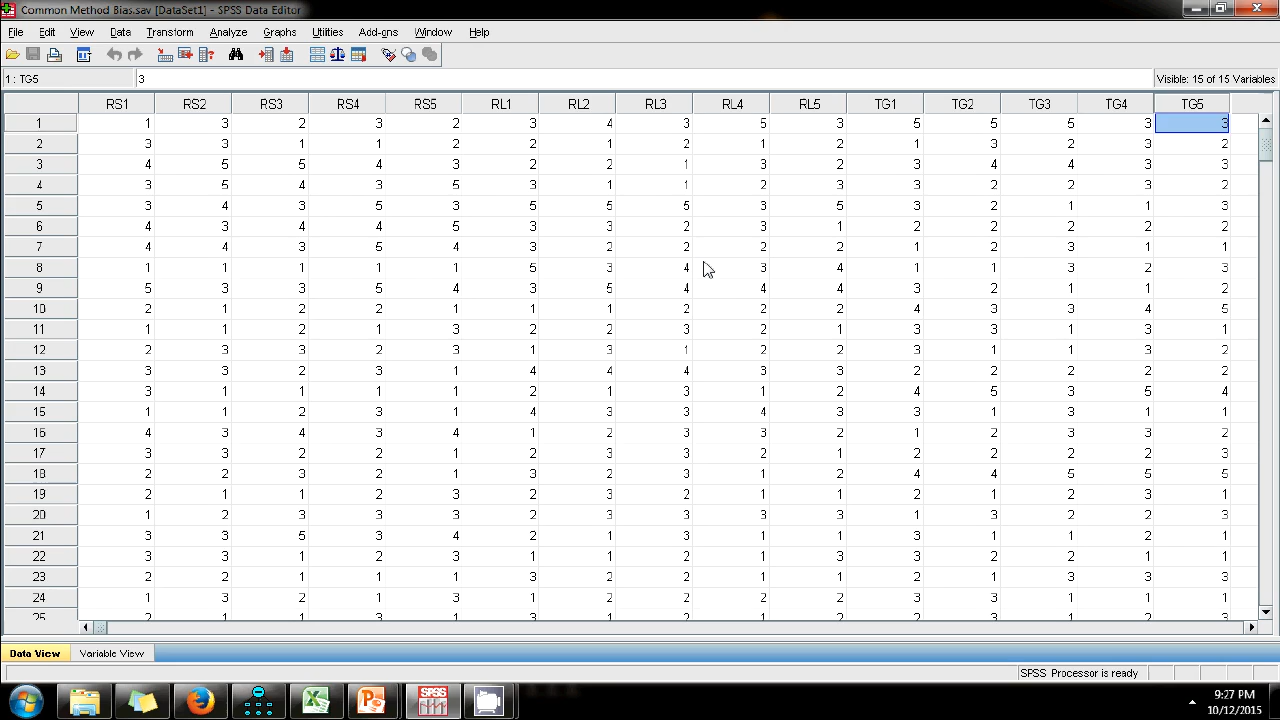 Common Method Bias.sav [DataSet1] - SPSS Data Editor
File Edit View Data Transform Analyze Graphs Utilities Add-gns Window Help
1 : TG5 3 Visible: 15 of 15 Variables
RS1 RS2 RS3 RS4 RS5 RL1 RL2 RL3 RL4 RL5 TG1 TG2 TG3 TG4 TG5
1 1 3 2 3 2 3 4 3 5 3 5 5 5 3 3
2 3 3 1 1 2 2 1 2 1 2 1 3 2 3 2
3 4 5 5 4 3 2 2 1 3 2 3 4 4 3 3
4 3 5 4 3 5 3 1 1 2 3 3 2 2 3 2
5 3 4 3 5 3 5 5 5 3 5 3 2 1 1 3
6 4 3 4 4 5 3 3 2 3 1 2 2 2 2 2
7 4 4 3 5 4 3 2 2 2 2 1 2 3 1 1
8 1 1 1 1 1 5 3 4 3 4 1 1 3 2 3
9 5 3 3 5 4 3 5 4 4 4 3 2 1 1 2
10 2 1 2 2 1 1 1 2 2 2 4 3 3 4 5
11 1 1 2 1 3 2 2 3 2 1 3 3 1 3 1
12 2 3 3 2 3 1 3 1 2 2 3 1 1 3 2
13 3 3 2 3 1 4 4 4 3 3 2 2 2 2 2
14 3 1 1 1 1 2 1 3 1 2 4 5 3 5 4
15 1 1 2 3 1 4 3 3 4 3 3 1 3 1 1
16 4 3 4 3 4 1 2 3 3 2 1 2 3 3 2
17 3 3 2 2 1 2 3 3 2 1 2 2 2 2 3
18 2 2 3 2 1 3 2 3 1 2 4 4 5 5 5
19 2 1 1 2 3 2 3 2 1 1 2 1 2 3 1
20 1 2 3 3 3 2 3 3 3 3 1 3 2 2 3
21 3 3 5 3 4 2 1 3 1 1 3 1 1 2 1
22 3 3 1 2 3 1 1 2 1 3 3 2 2 1 1
23 2 2 1 1 1 3 2 2 1 1 2 1 3 3 3
24 1 3 2 1 3 1 2 2 2 2 3 3 1 1 1
25 2 1 1 3 1 3 1 2 1 2 2 3 1 3
Data View Variable View
SPSS Processor is ready
9:27 PM
10/12/2015